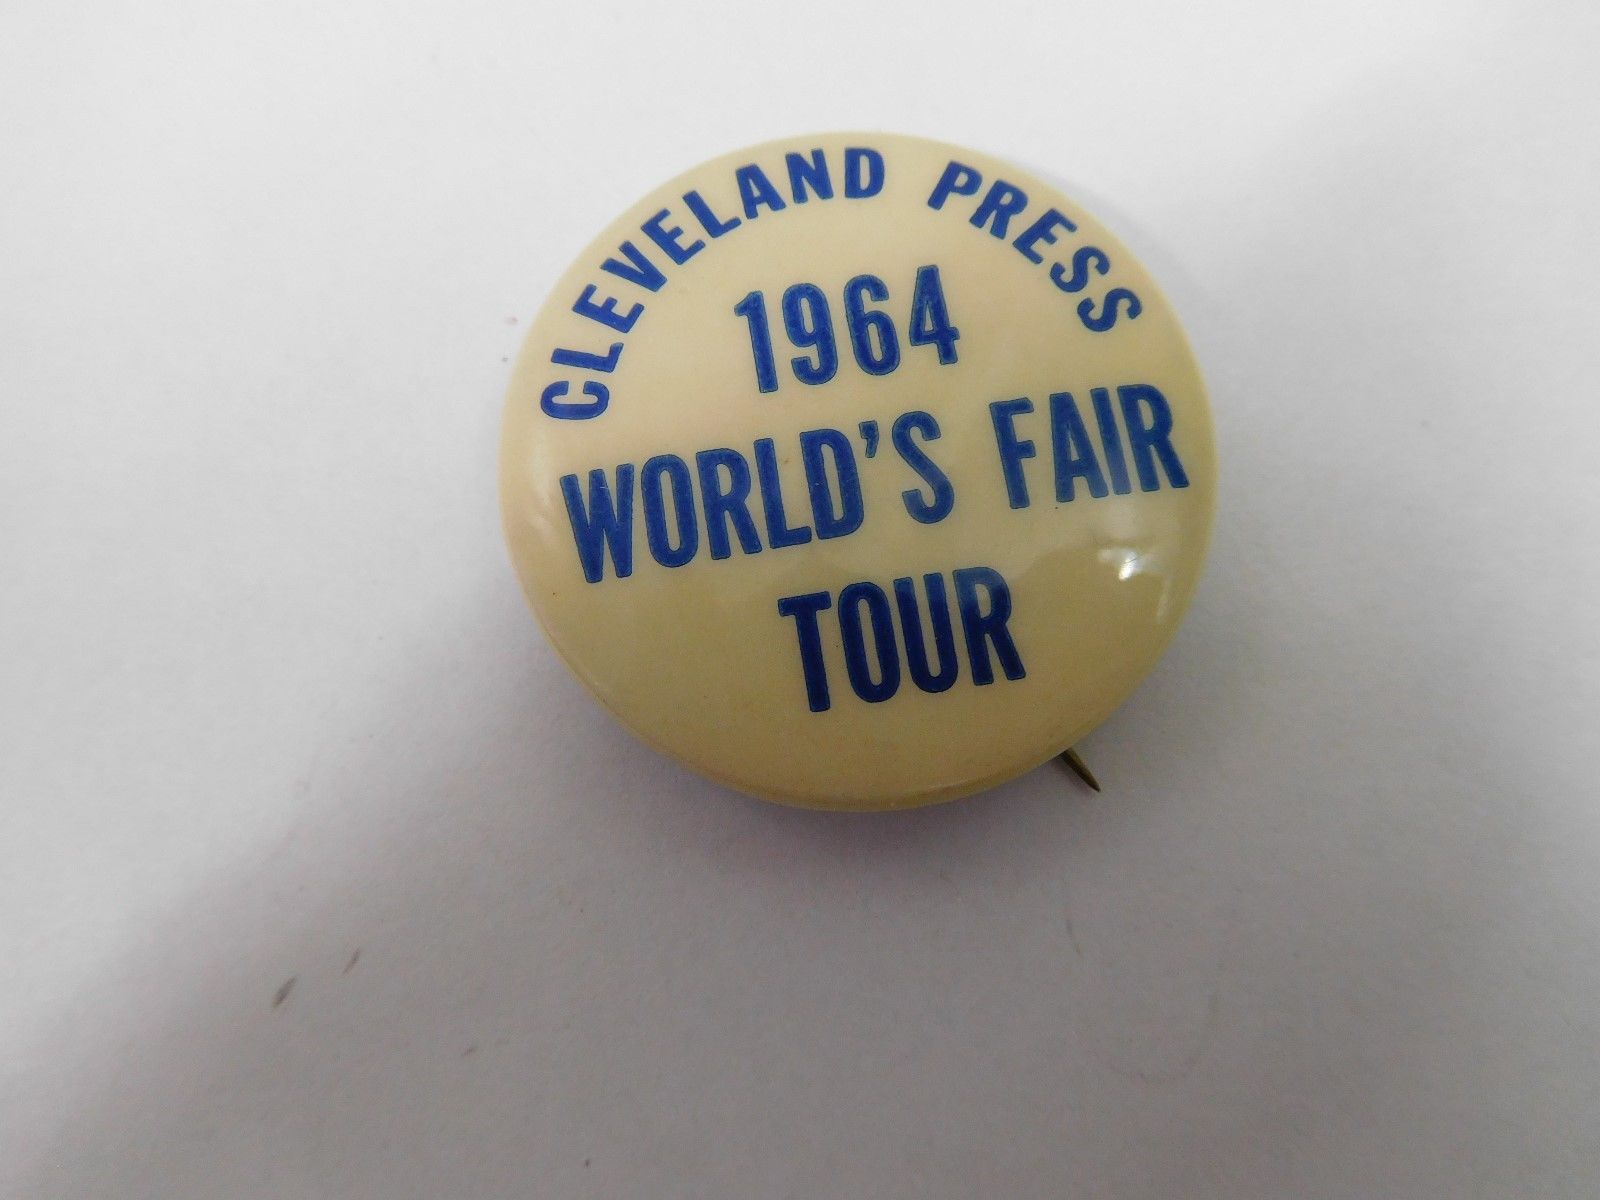 CLEVELAND PRESS
1964
WORLD'S FAIR
TOUR